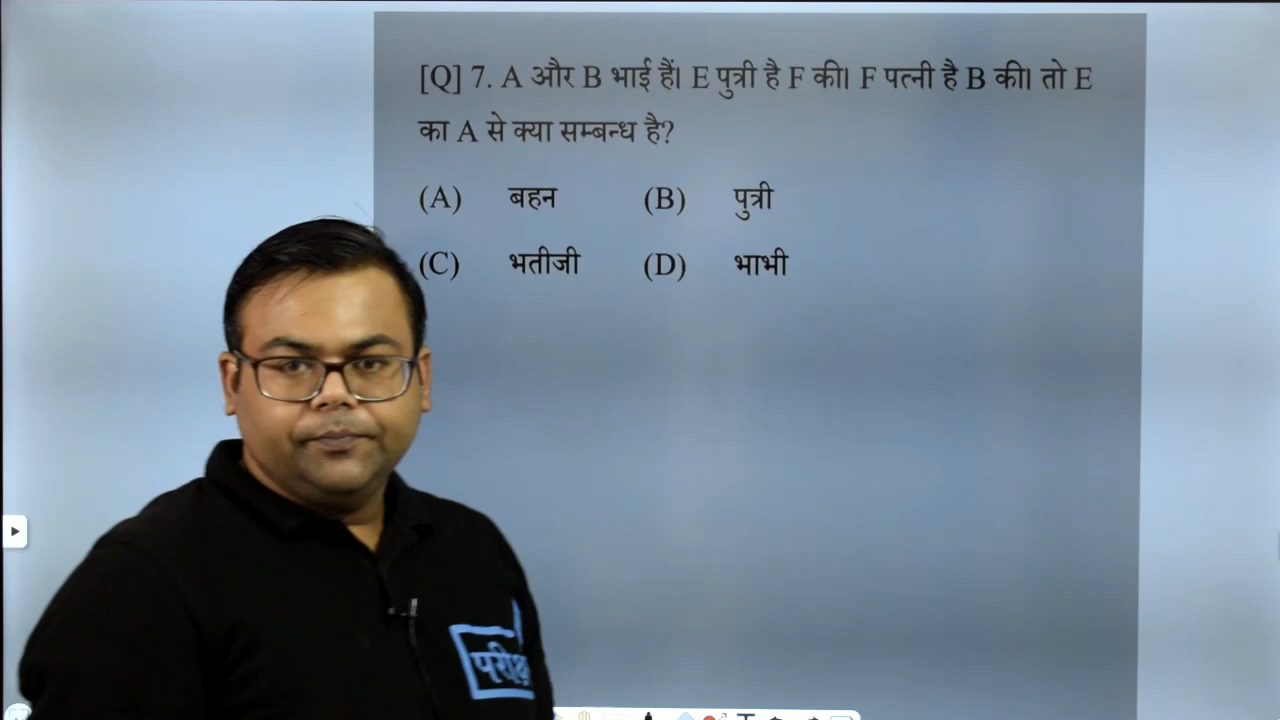 [Q] 7. A और B भाई हैं। E पुत्री है F की। F पत्नी है B की। तो E
का A से क्या सम्बन्ध है?
(A) बहन (B) पुत्री
(C) भतीजी (D) भाभी